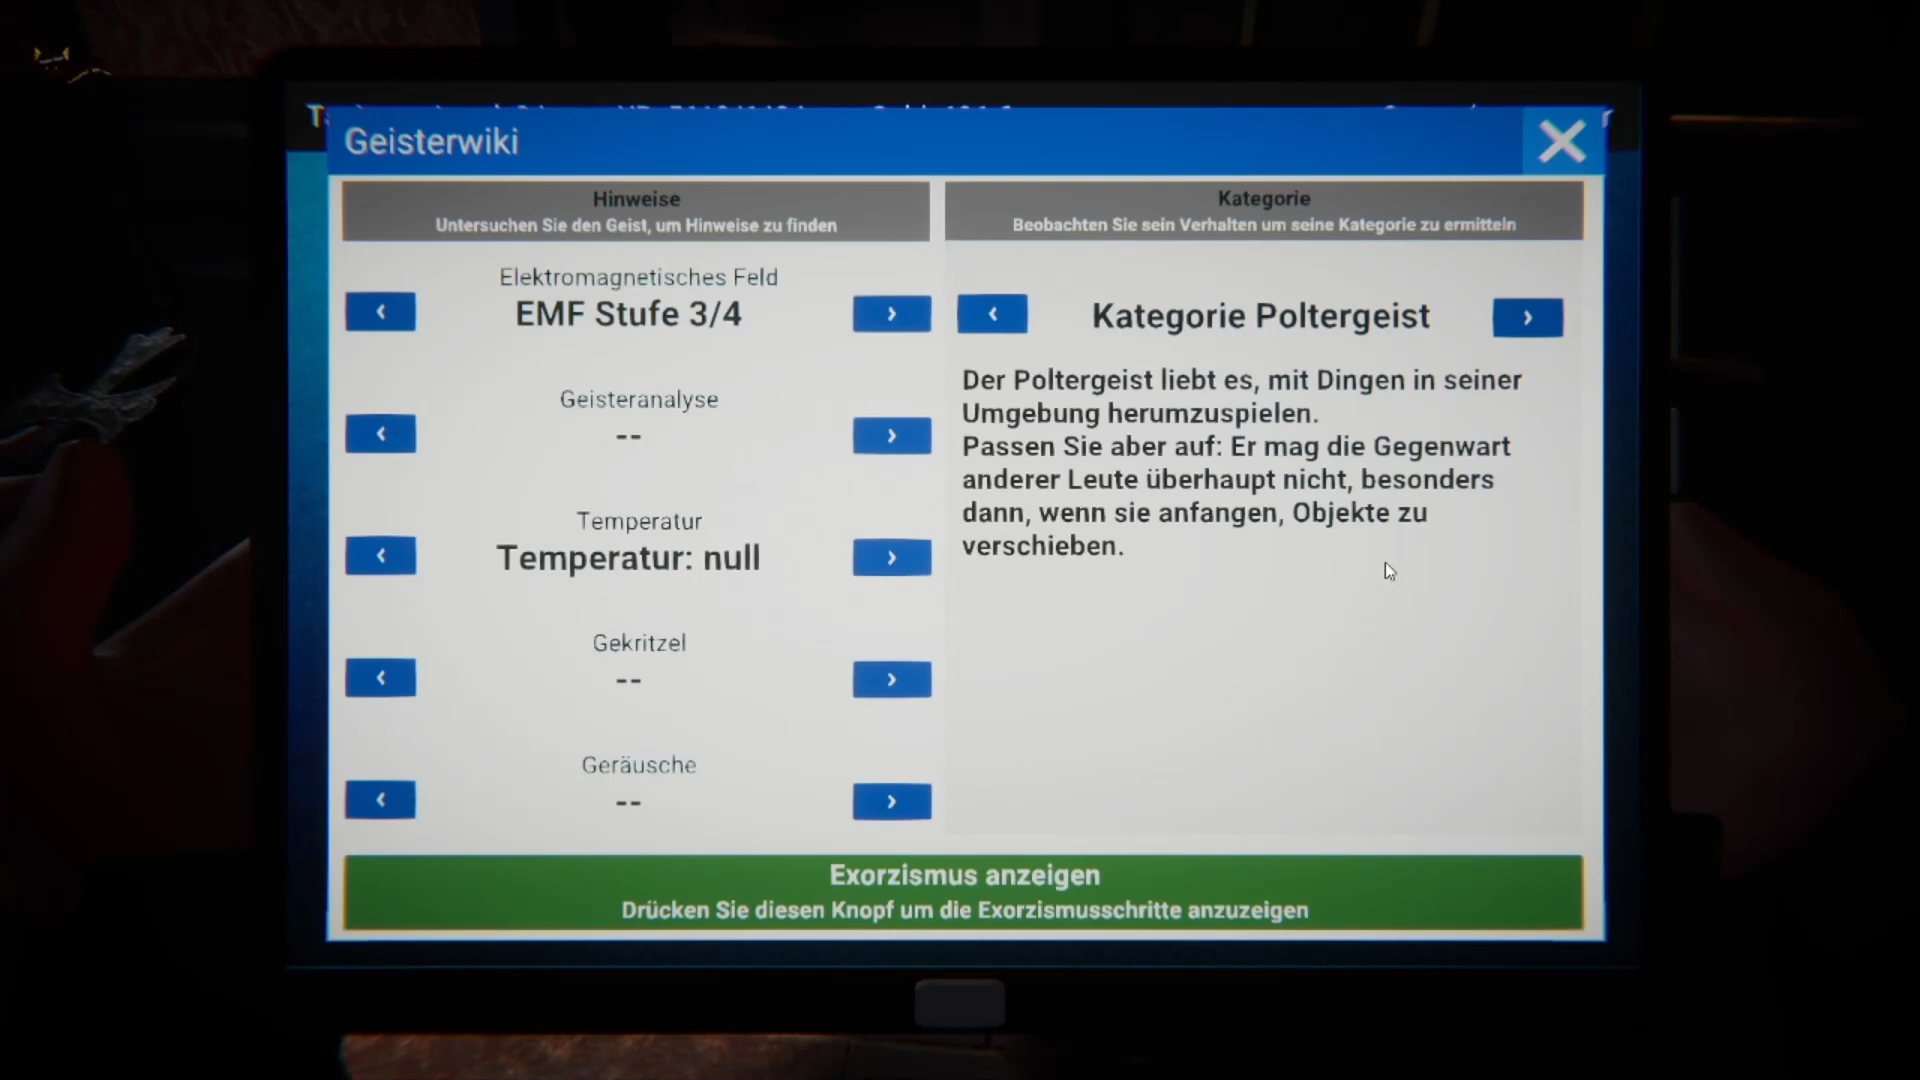 Geisterwiki
Hinweise
Untersuchen Sie den Geist, um Hinweise zu finden
Elektromagnetisches Feld
EMF Stufe 3/4
Geisteranalyse
--
Temperatur
Temperatur: null
Gekritzel
--
Geräusche
--
Kategorie
Beobachten Sie sein Verhalten um seine Kategorie zu ermitteln
Kategorie Poltergeist
Der Poltergeist liebt es, mit Dingen in seiner
Umgebung herumzuspielen.
Passen Sie aber auf: Er mag die Gegenwart
anderer Leute überhaupt nicht, besonders
dann, wenn sie anfangen, Objekte zu
verschieben.
Exorzismus anzeigen
Drücken Sie diesen Knopf um die Exorzismusschritte anzuzeigen